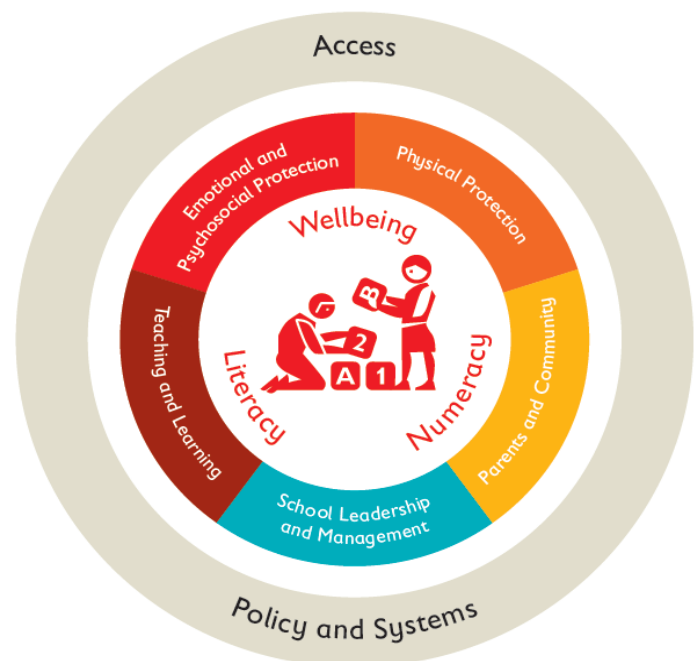 Access
Emotional and
Psychosocial Protection
Physical Protection
Wellbeing
B
2
A 1
Teaching and Learning
Literacy
Numeracy
Parents and Community
School Leadership
and Management
Policy and Systems